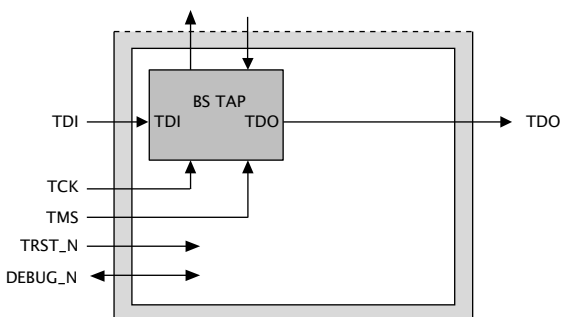 BS TAP
TDI TDI TDO TDO
TCK
TMS
TRST_N
DEBUG_N